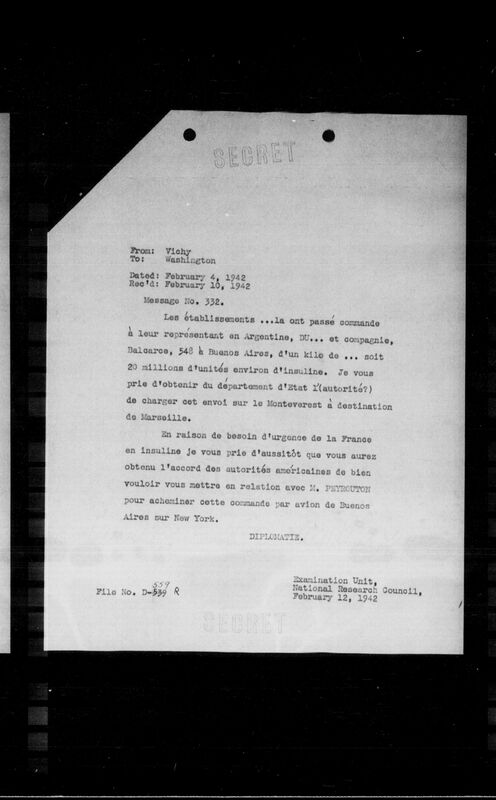 SECRET
From: Vichy
To: Washington
Dated: February 4, 1942
Rec'd: February 10, 1942
Message No. 332.
Les établissements ...la ont passé commande
à leur représentant en Argentine, DU... et compagnie,
Balcarce, 548 à Buenos Aires, d'un kilo de ... soit
20 millions d'unités environ d'insuline. Je vous
prie d'obtenir du département d'Etat l'(autorité?)
de charger cet envoi sur le Monteverest à destination
de Marseille.
En raison de besoin d'urgence de la France
en insuline je vous prie d'aussitôt que vous aurez
obtenu l'accord des autorités américaines de bien
vouloir vous mettre en relation avec M. PEYROUTON
pour acheminer cette commande par avion de Buenos
Aires sur New York.
DIPLOMATIE.
Examination Unit,
National Research Council,
February 12, 1942
559
File No. D-539 R
SECRET